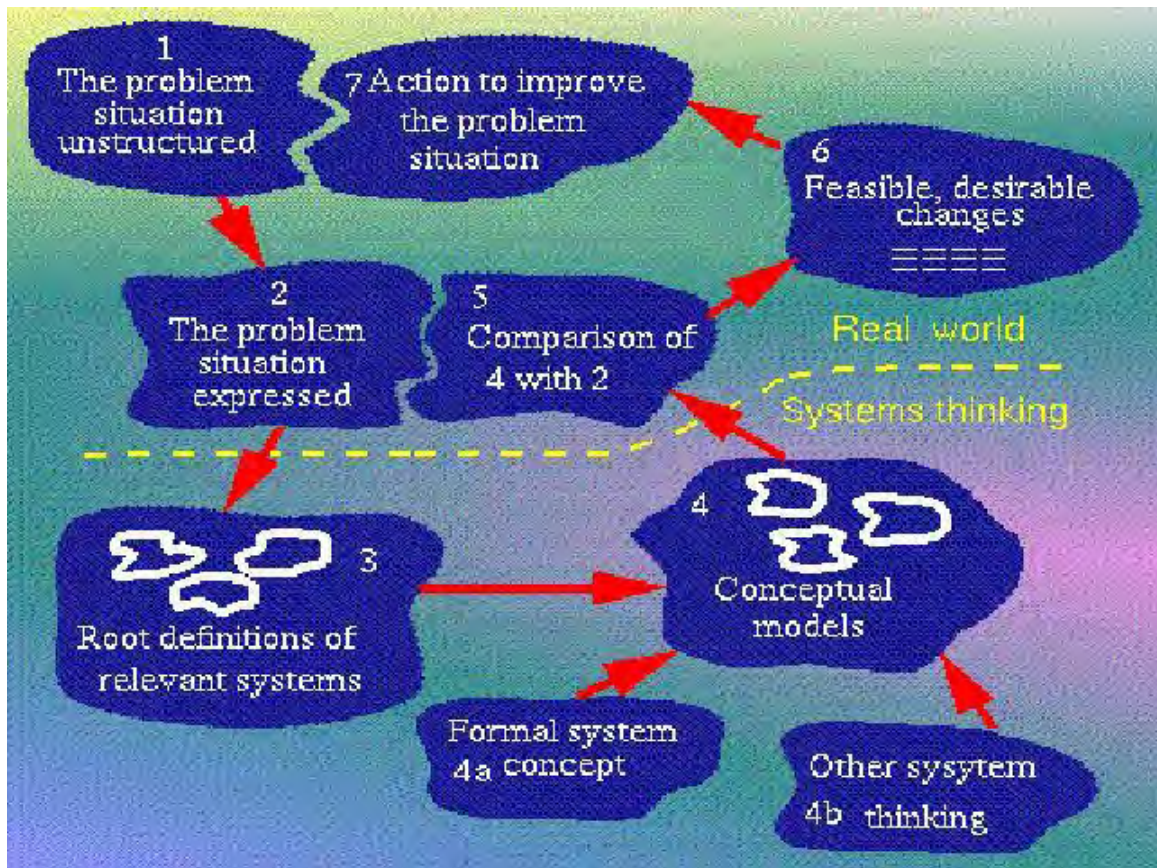 1
The problem
situation
unstructured
7 Action to improve
the problem
situation
6
Feasible, desirable
changes
2
The problem
situation
expressed
5
Comparison of
4 with 2
Real world
Systems thinking
3
Root definitions of
relevant systems
4
Conceptual
models
Formal system
4a concept
Other sysytem
4b thinking